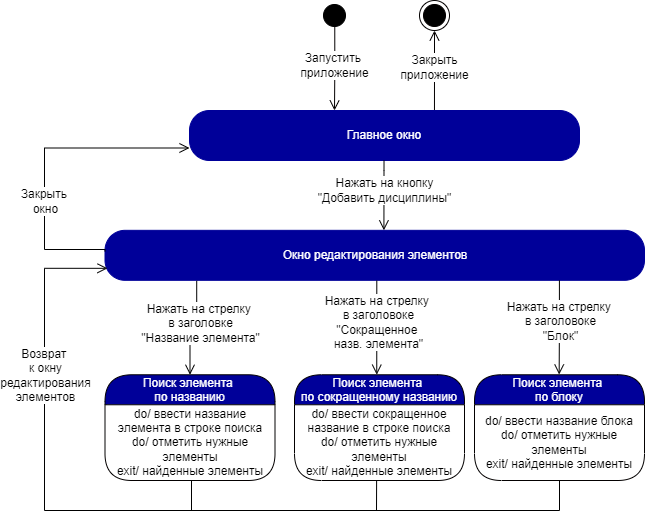 Запустить
приложение
Закрыть
приложение
Главное окно
Нажать на кнопку
"Добавить дисциплины"
Закрыть
окно
Окно редактирования элементов
Нажать на стрелку
в заголовке
"Название элемента"
Нажать на стрелку
в заголовоке
"Сокращенное
назв. элемента"
Нажать на стрелку
в заголовоке
"Блок"
Возврат
к окну
редактирования
элементов
Поиск элемента
по названию
do/ ввести название
элемента в строке поиска
do/ отметить нужные
элементы
exit/ найденные элементы
Поиск элемента
по сокращенному названию
do/ ввести сокращенное
название в строке поиска
do/ отметить нужные
элементы
exit/ найденные элементы
Поиск элемента
по блоку
do/ ввести название блока
do/ отметить нужные
элементы
exit/ найденные элементы